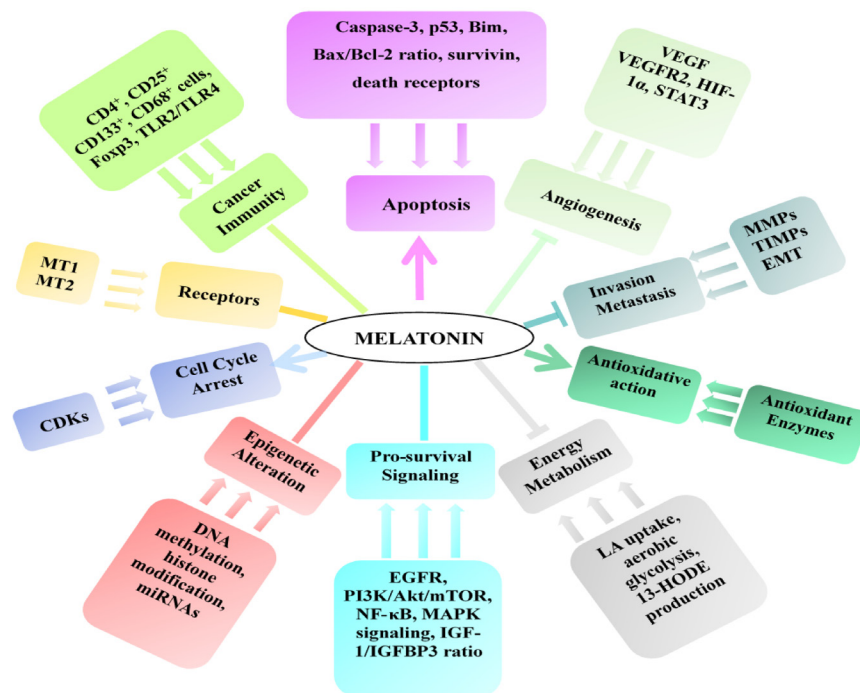 Caspase-3, p53, Bim,
Bax/Bcl-2 ratio, survivin,
death receptors
VEGF
VEGFR2, HIF-
1α, STAT3
CD4⁺, CD25⁺
CD133⁺, CD68⁺ cells,
Foxp3, TLR2/TLR4
Cancer
Immunity
Apoptosis
Angiogenesis
MMPs
TIMPs
EMT
MT1
MT2
Receptors
Invasion
Metastasis
MELATONIN
CDKs
Cell Cycle
Arrest
Antioxidative
action
Antioxidant
Enzymes
Epigenetic
Alteration
Pro-survival
Signaling
Energy
Metabolism
DNA
methylation,
histone
modification,
miRNAs
EGFR,
PI3K/Akt/mTOR,
NF-κB, MAPK
signaling, IGF-
1/IGFBP3 ratio
LA uptake,
aerobic
glycolysis,
13-HODE
production